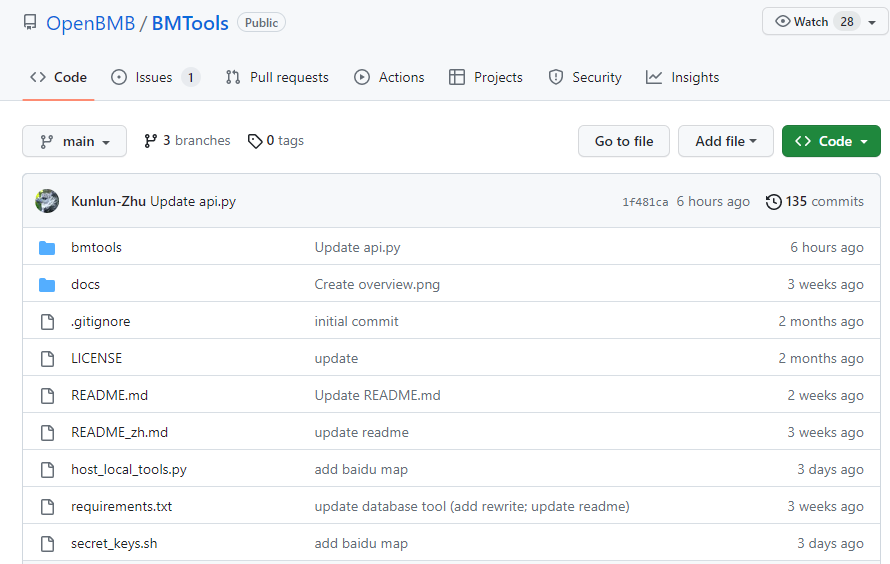 OpenBMB / BMTools Public Watch 28
Code Issues 1 Pull requests Actions Projects Security Insights
main 3 branches 0 tags Go to file Add file Code
Kunlun-Zhu Update api.py 1f481ca 6 hours ago 135 commits
bmtools Update api.py 6 hours ago
docs Create overview.png 3 weeks ago
.gitignore initial commit 2 months ago
LICENSE update 2 months ago
README.md Update README.md 2 weeks ago
README_zh.md update readme 3 weeks ago
host_local_tools.py add baidu map 3 days ago
requirements.txt update database tool (add rewrite; update readme) 3 weeks ago
secret_keys.sh add baidu map 3 days ago